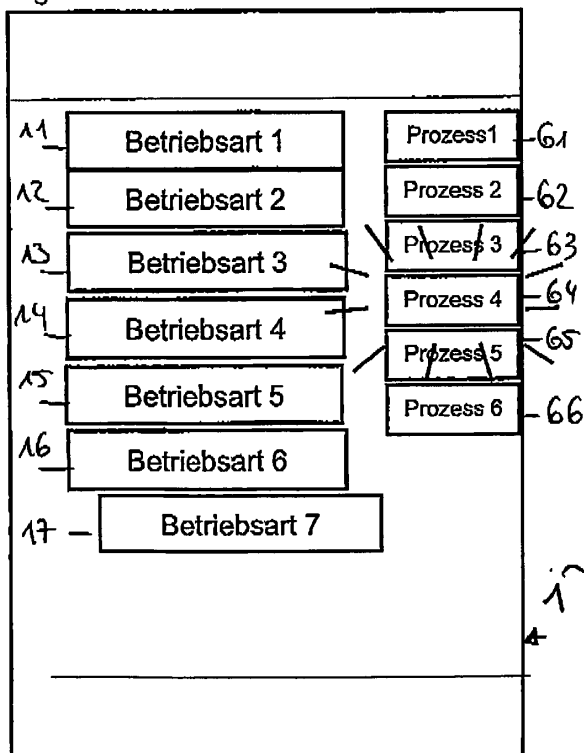 11 Betriebsart 1 Prozess1 61
12 Betriebsart 2 Prozess 2 62
13 Betriebsart 3 Prozess 3 63
14 Betriebsart 4 Prozess 4 64
15 Betriebsart 5 Prozess 5 65
16 Betriebsart 6 Prozess 6 66
17 Betriebsart 7
1